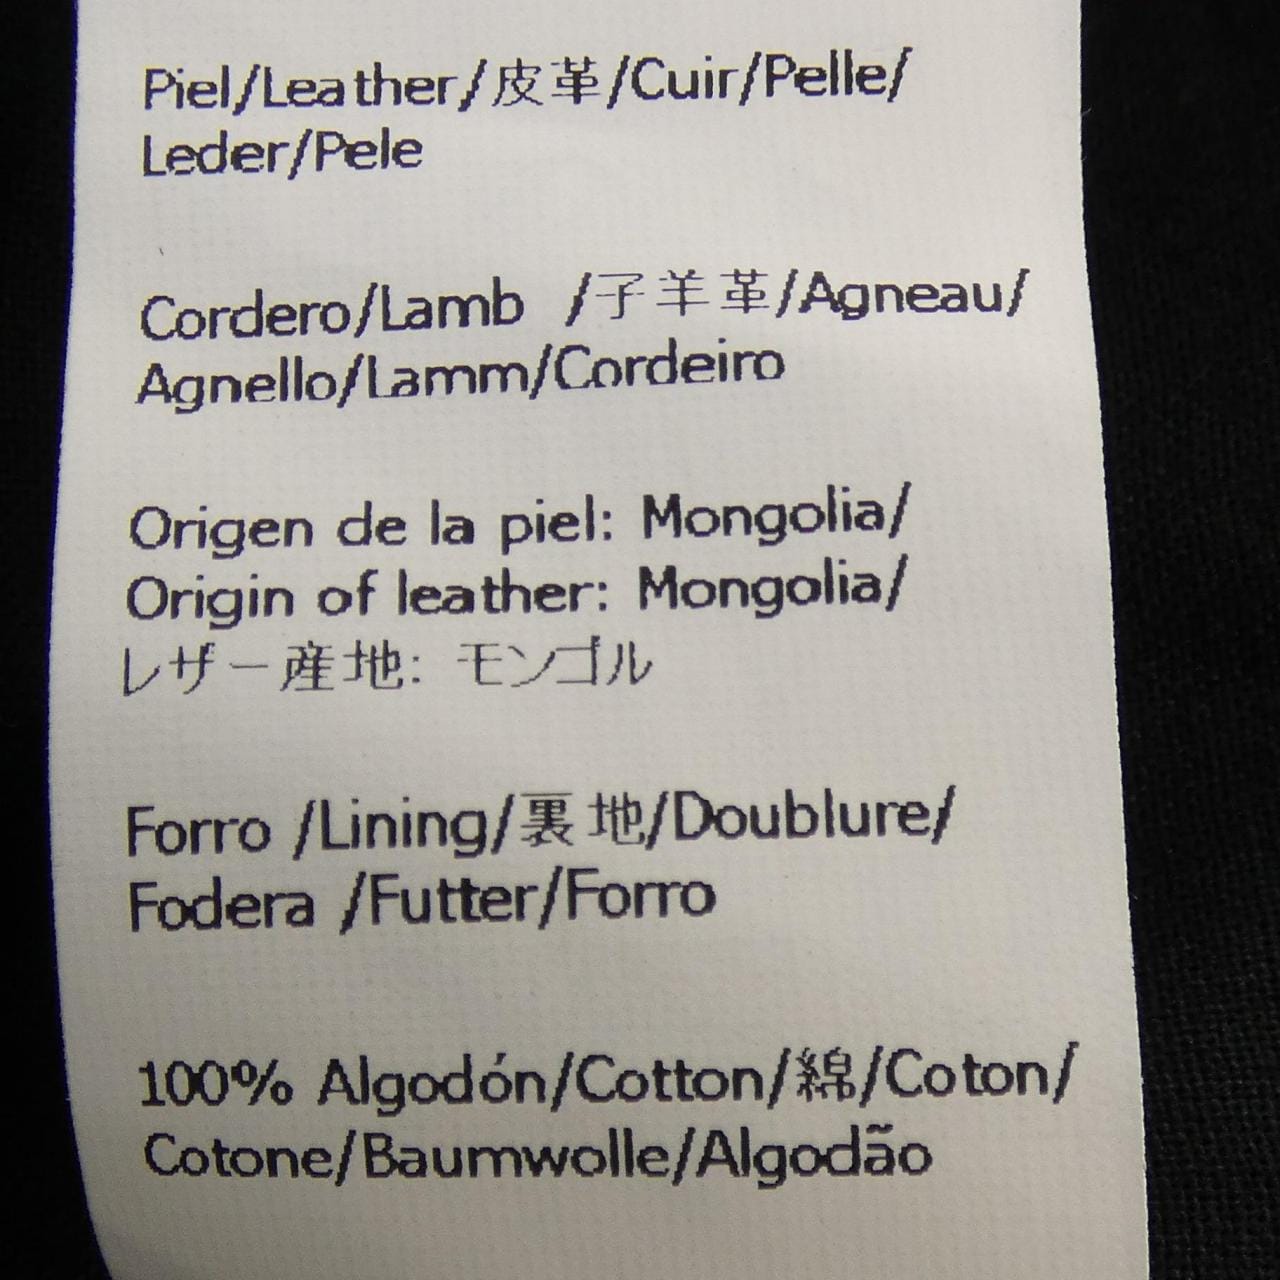 Piel/Leather/皮革/Cuir/Pelle/
Leder/Pele
Cordero/Lamb /子羊革/Agneau/
Agnello/Lamm/Cordeiro
Origen de la piel: Mongolia/
Origin of leather: Mongolia/
レザー産地: モンゴル
Forro /Lining/裏地/Doublure/
Fodera /Futter/Forro
100% Algodón/Cotton/綿/Coton/
Cotone/Baumwolle/Algodão